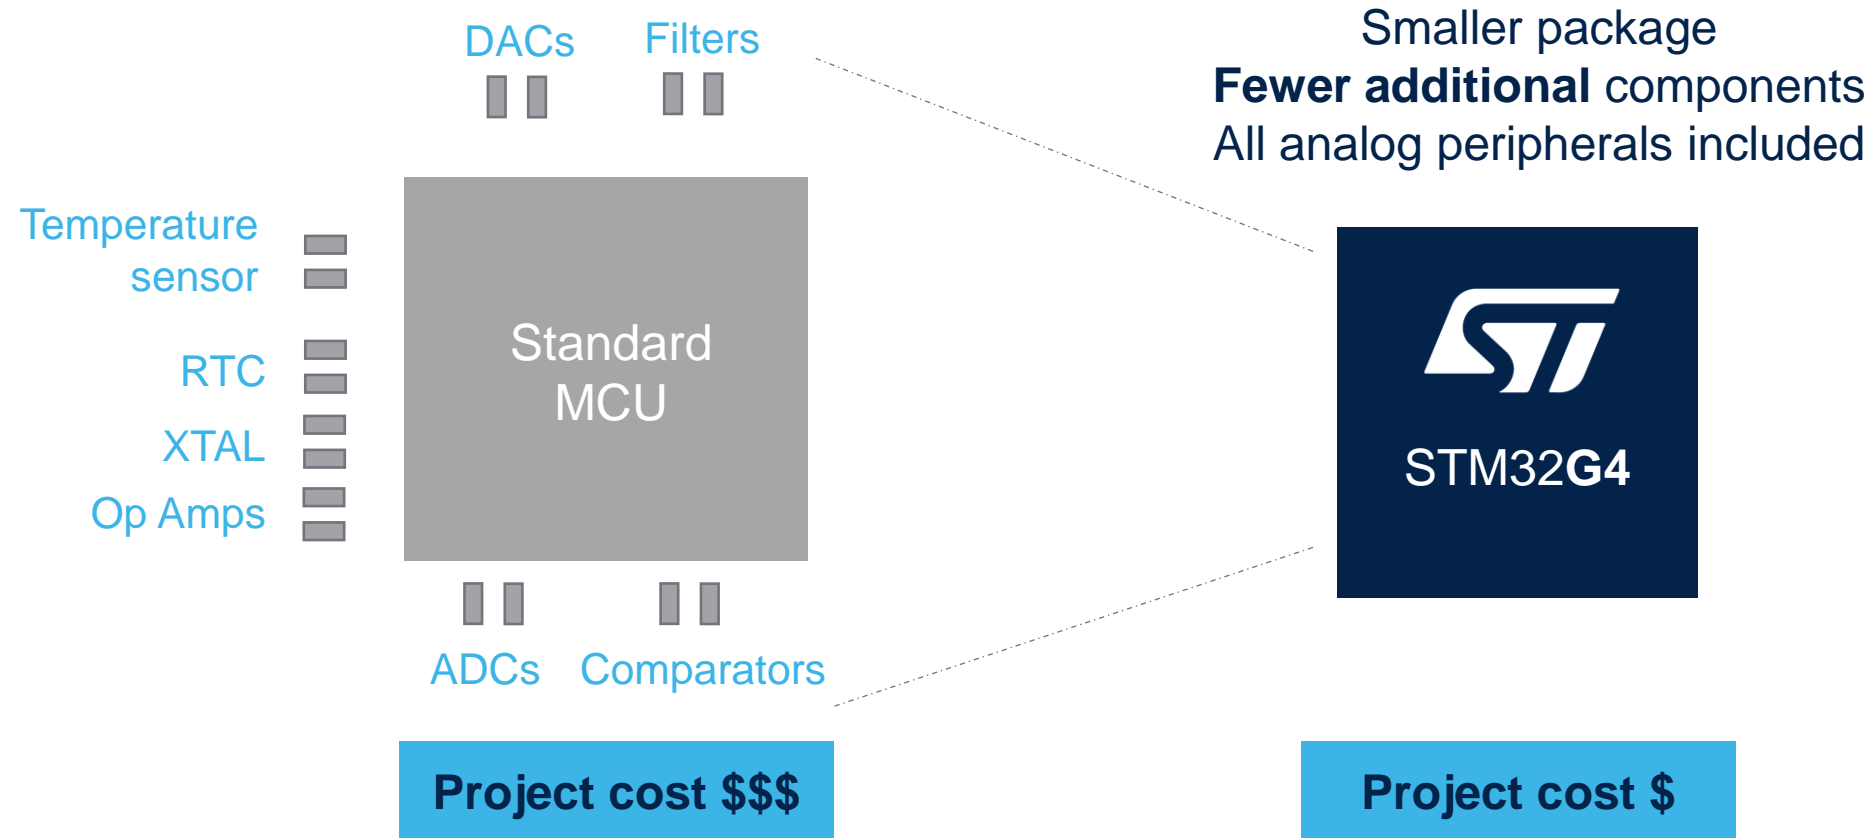 DACs
Filters
Temperature
sensor
RTC
XTAL
Op Amps
Standard
MCU
ADCs
Comparators
Project cost $$$
Smaller package
Fewer additional components
All analog peripherals included
ST
STM32G4
Project cost $